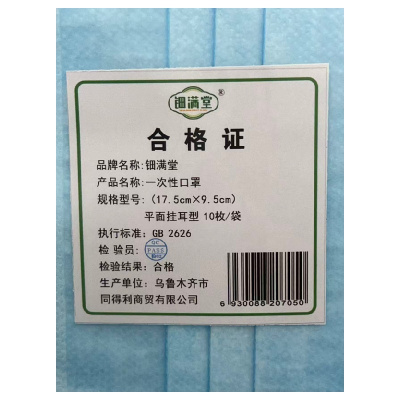 钿满堂®
合格证
品牌名称:钿满堂
产品名称:一次性口罩
规格型号:(17.5cm×9.5cm)
平面挂耳型 10枚/袋
执行标准:GB 2626
检 验员: QC PASS
检验结果:合格
生产单位:乌鲁木齐市
同得利商贸有限公司
6 930088 207050